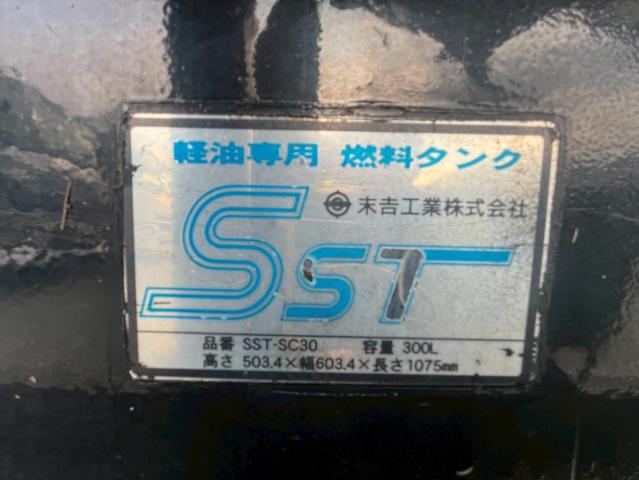 軽油専用 燃料タンク
末吉工業株式会社
SST
品番 SST-SC30 容量 300L
高さ 503.4×幅603.4×長さ1075mm